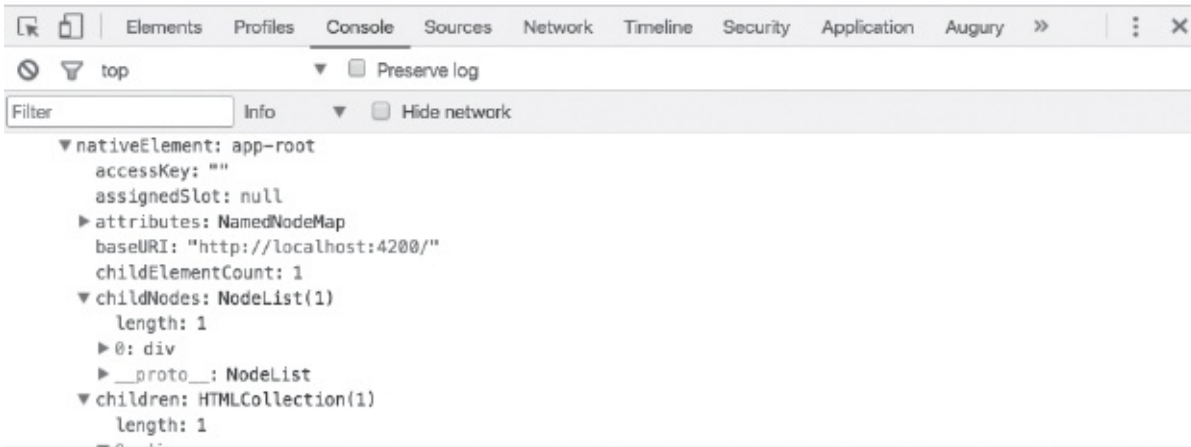 Elements Profiles Console Sources Network Timeline Security Application Augury »
top ▼ Preserve log
Filter Info ▼ Hide network
▼ nativeElement: app-root
accessKey: ""
assignedSlot: null
▶ attributes: NamedNodeMap
baseURI: "http://localhost:4200/"
childElementCount: 1
▼ childNodes: NodeList(1)
length: 1
▶ 0: div
▶ __proto__: NodeList
▼ children: HTMLCollection(1)
length: 1